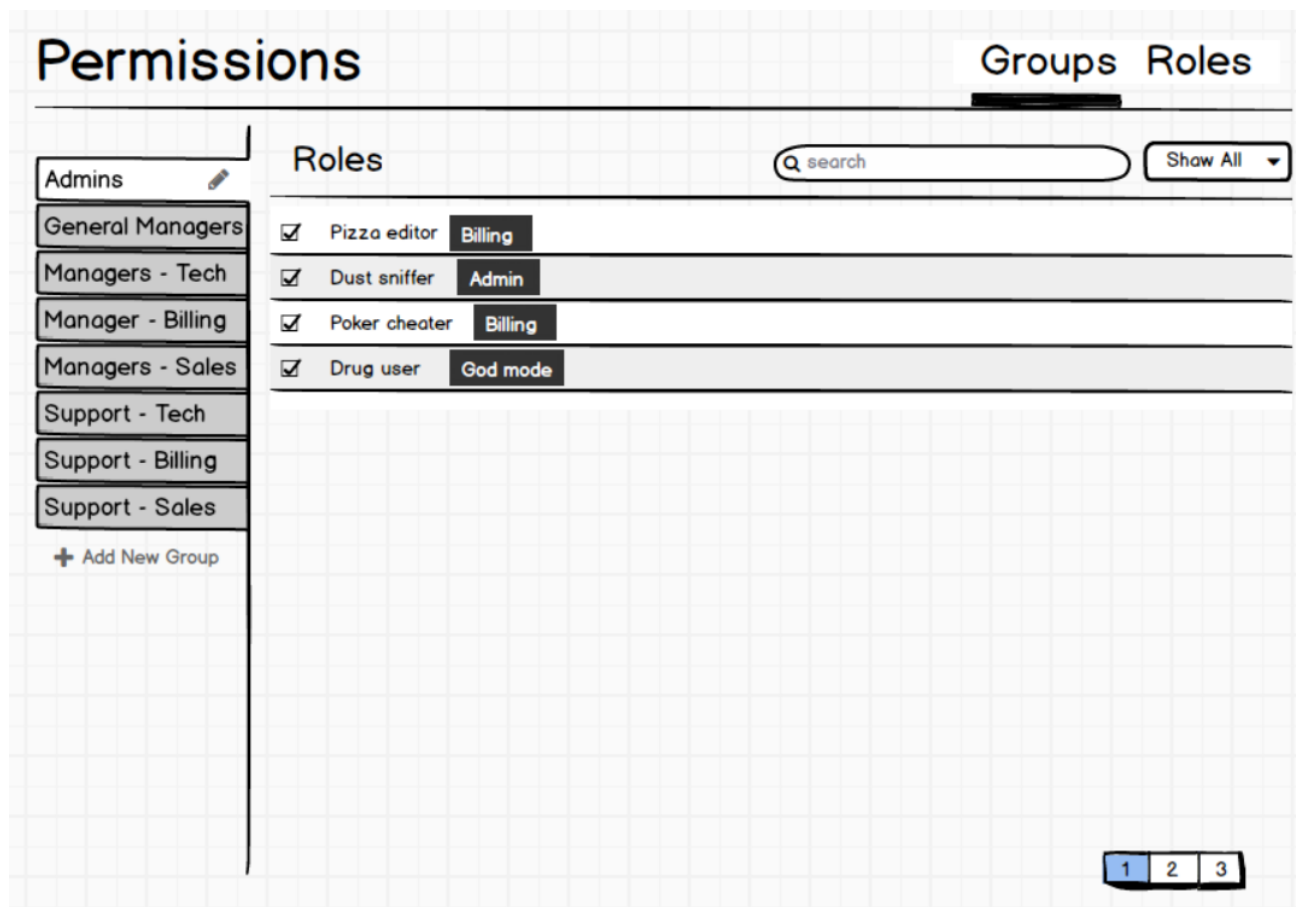 Permissions
Groups Roles
Admins
General Managers
Managers - Tech
Manager - Billing
Managers - Sales
Support - Tech
Support - Billing
Support - Sales
Add New Group
Roles
search
Show All
Pizza editor Billing
Dust sniffer Admin
Poker cheater Billing
Drug user God mode
1 2 3